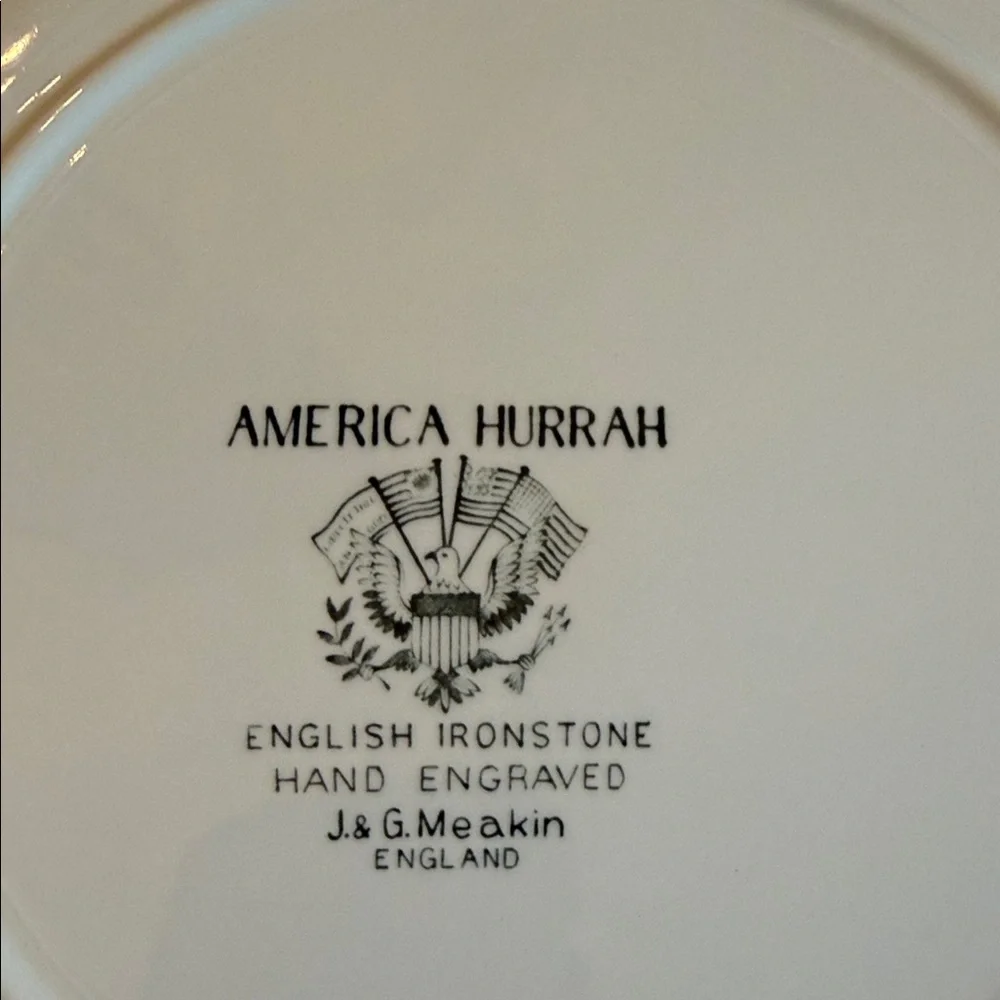 AMERICA HURRAH
ENGLISH IRONSTONE
HAND ENGRAVED
J.& G. Meakin
ENGLAND